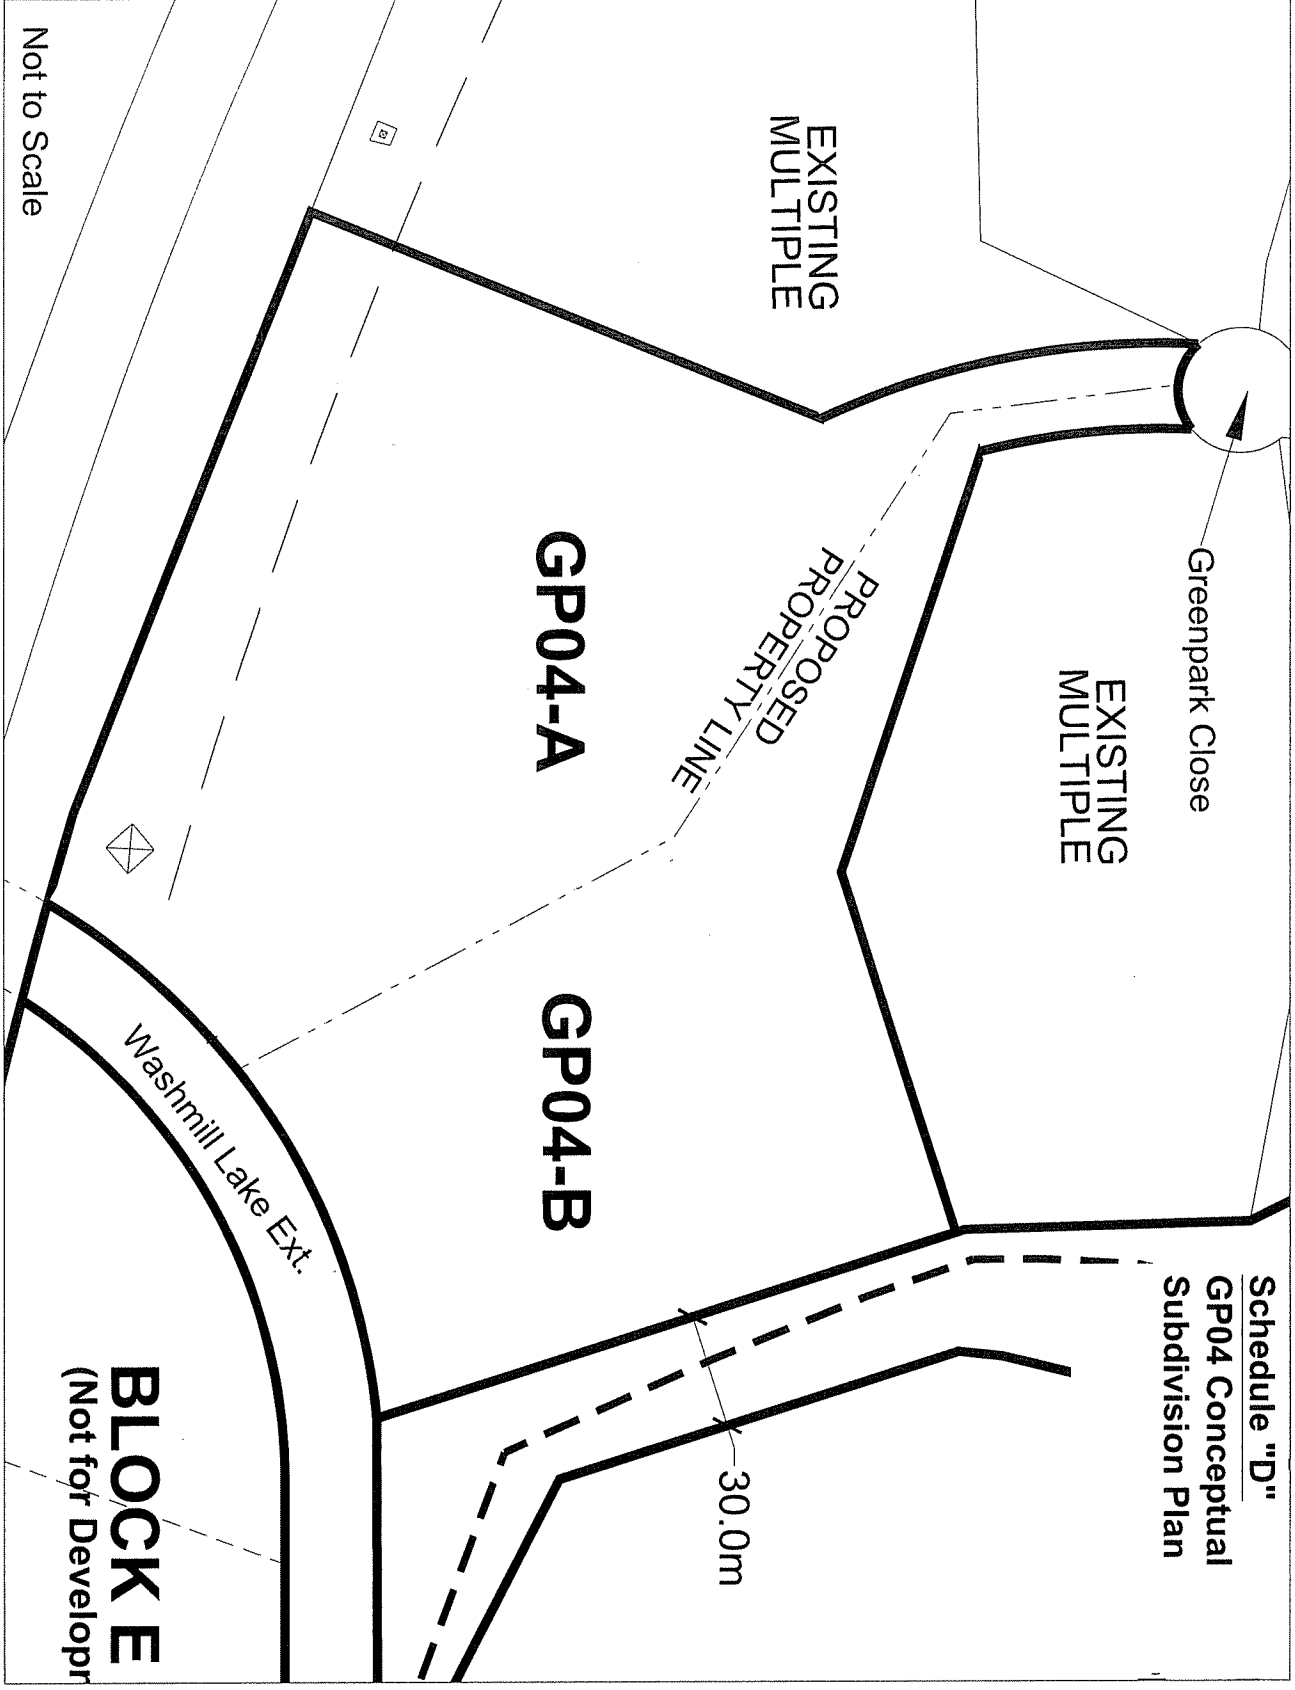 Schedule "D"
GP04 Conceptual
Subdivision Plan
Greenpark Close
EXISTING
MULTIPLE
EXISTING
MULTIPLE
PROPOSED
PROPERTY LINE
GP04-A
GP04-B
30.0m
Washmill Lake Ext.
BLOCK E
(Not for Developm
Not to Scale